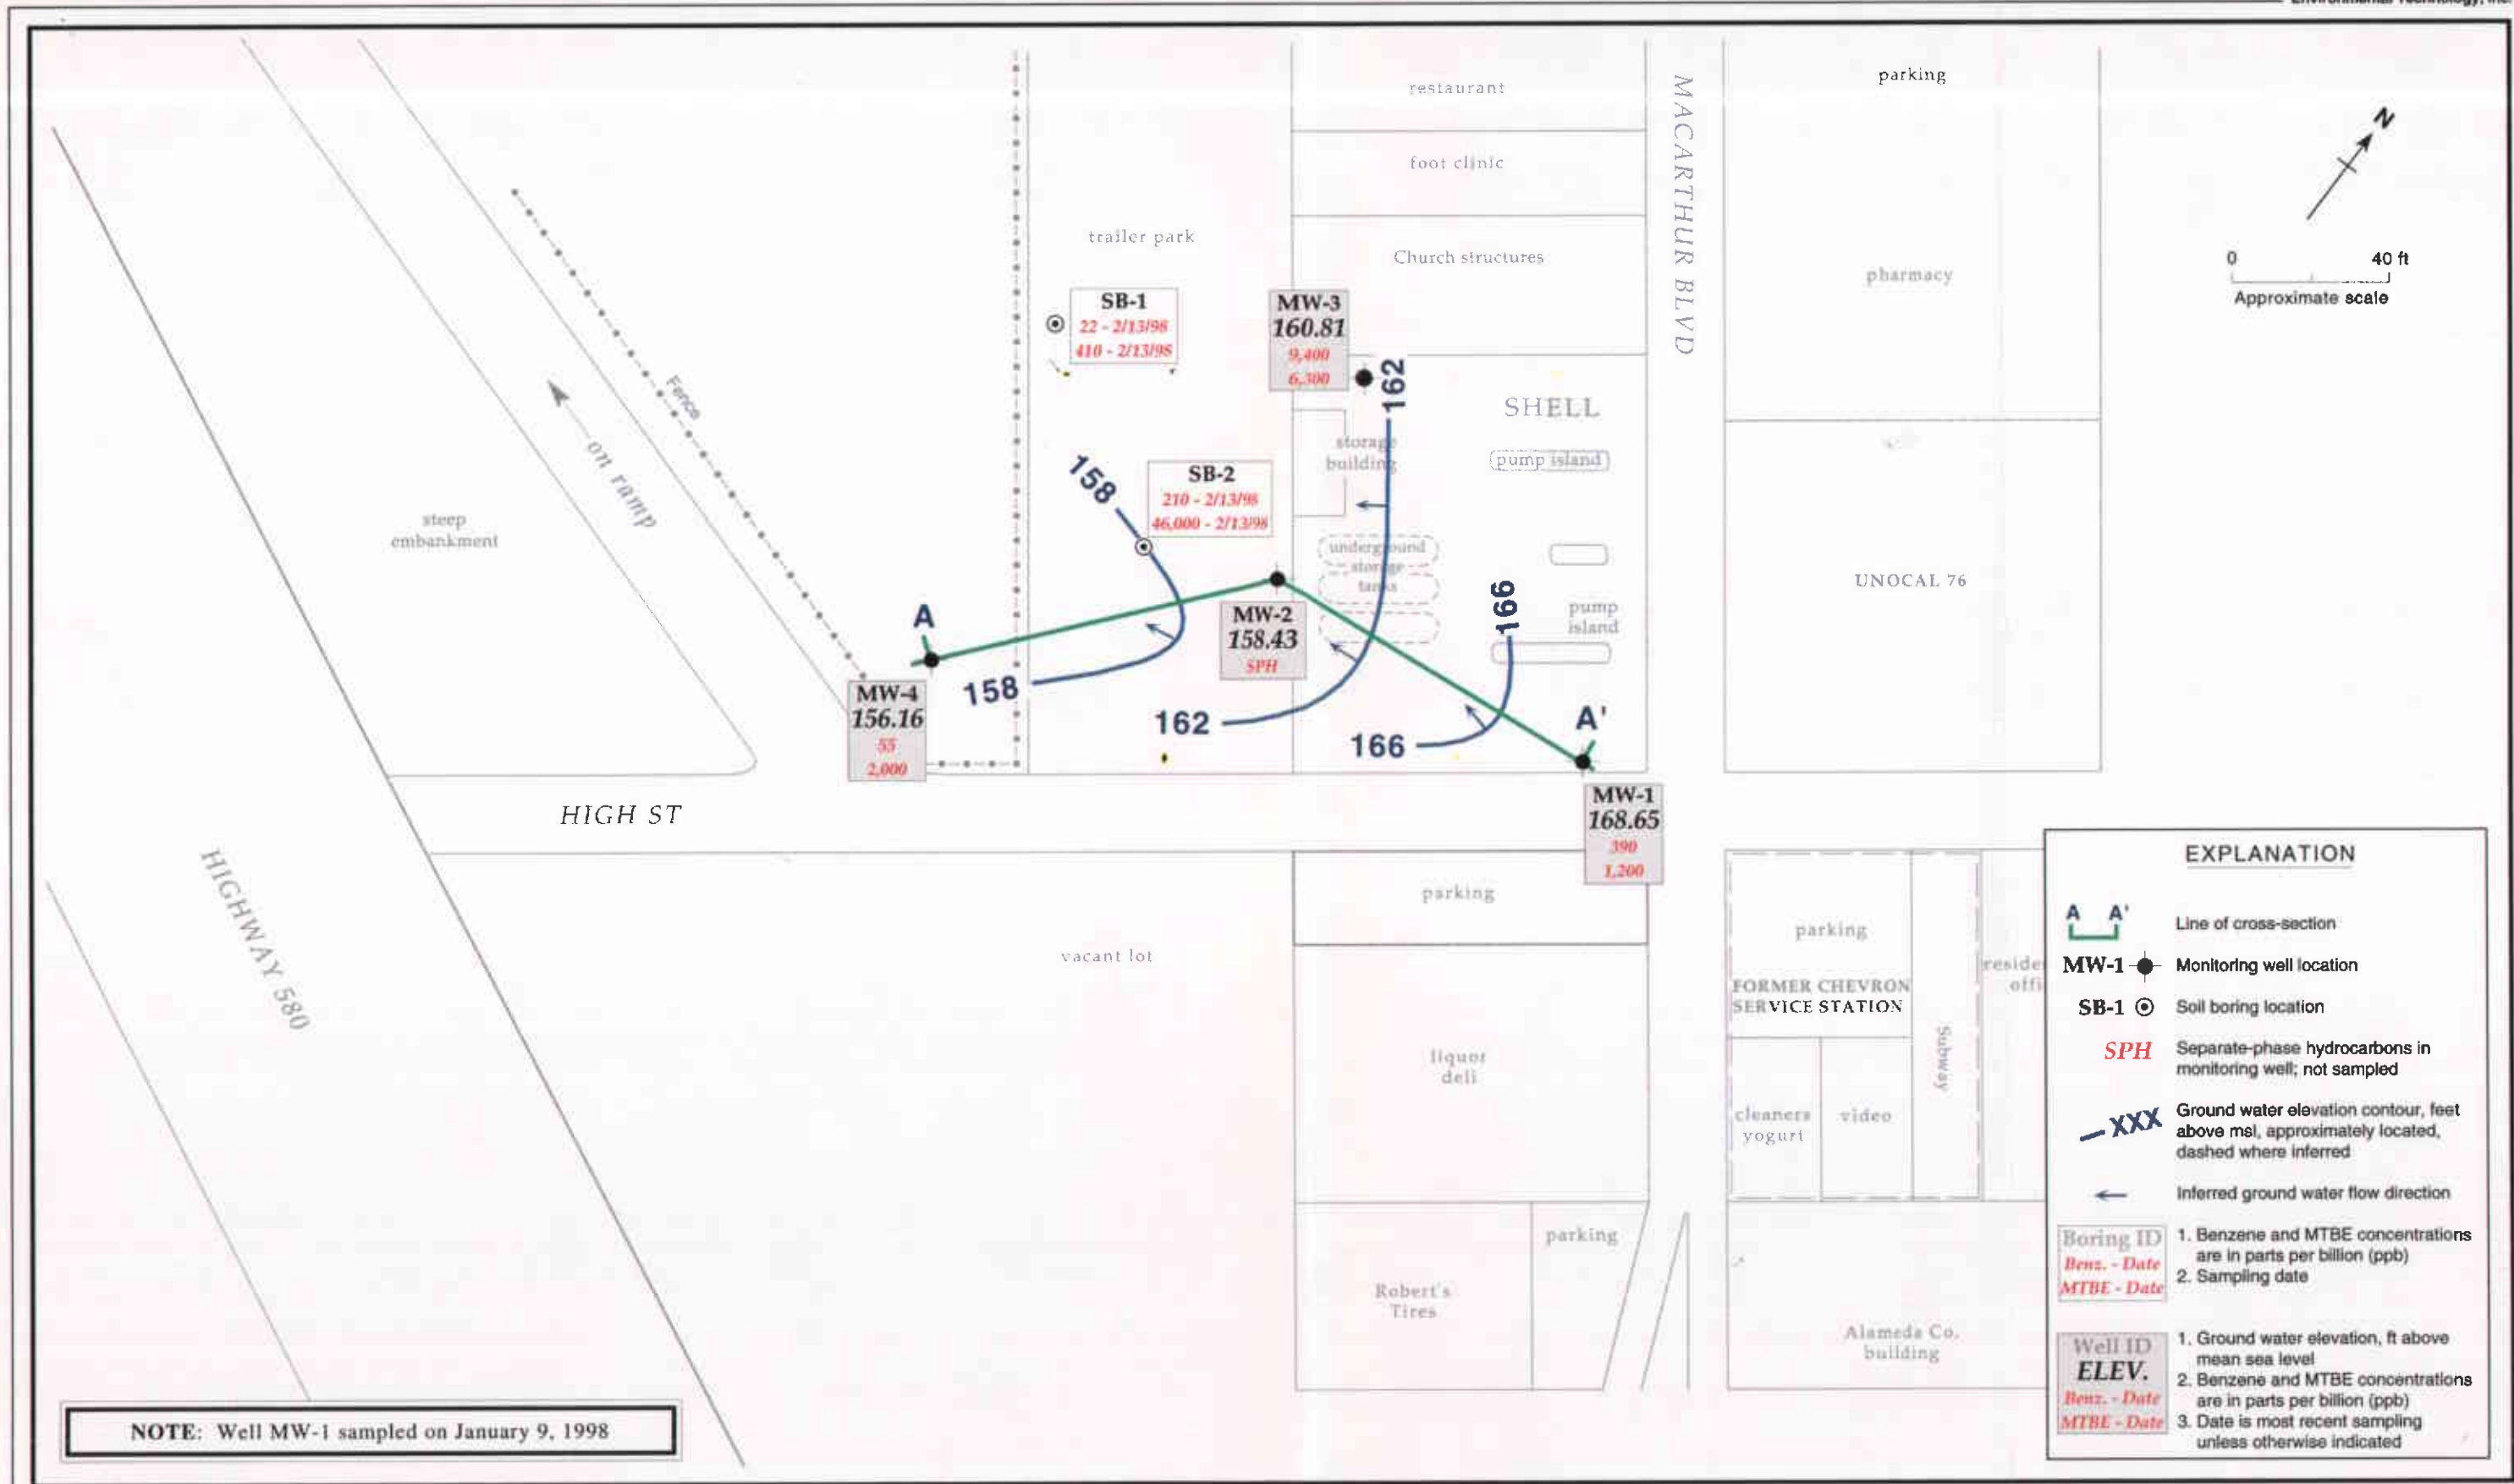 Environmental Technology, Inc.
restaurant
foot clinic
Church structures
trailer park
MACARTHUR BLVD
parking
pharmacy
UNOCAL 76
N
0 40 ft
Approximate scale
SB-1
22 - 2/13/98
410 - 2/13/98
MW-3
160.81
9,400
6,300
162
SHELL
pump island
storage
building
158
SB-2
210 - 2/13/98
46,000 - 2/13/98
Fence
on ramp
steep
embankment
underground
storage
tanks
166
pump
island
A
MW-2
158.43
SPH
158
162
166
A'
MW-4
156.16
55
2,000
MW-1
168.65
390
1,200
HIGH ST
HIGHWAY 580
parking
vacant lot
liquor
deli
parking
Robert's
Tires
parking
FORMER CHEVRON
SERVICE STATION
Subway
cleaners
yogurt
video
Alameda Co.
building
EXPLANATION
A A'
Line of cross-section
MW-1
Monitoring well location
SB-1
Soil boring location
SPH
Separate-phase hydrocarbons in
monitoring well; not sampled
XXX
Ground water elevation contour, feet
above msl, approximately located,
dashed where inferred
Inferred ground water flow direction
Boring ID
Benz. - Date
MTBE - Date
1. Benzene and MTBE concentrations
are in parts per billion (ppb)
2. Sampling date
Well ID
ELEV.
Benz. - Date
MTBE - Date
1. Ground water elevation, ft above
mean sea level
2. Benzene and MTBE concentrations
are in parts per billion (ppb)
3. Date is most recent sampling
unless otherwise indicated
NOTE: Well MW-1 sampled on January 9, 1998